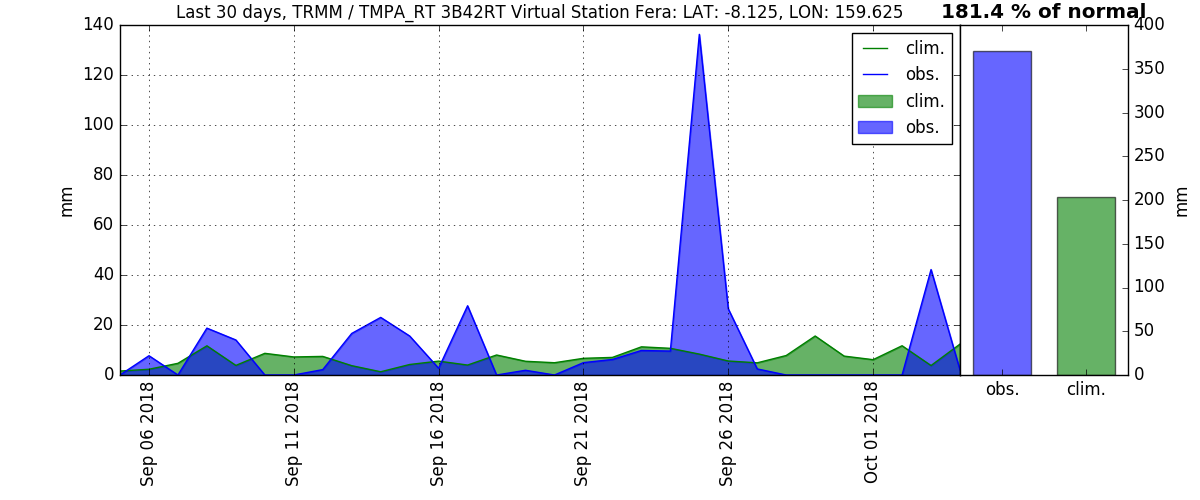 Last 30 days, TRMM / TMPA_RT 3B42RT Virtual Station Fera: LAT: -8.125, LON: 159.625
181.4 % of normal
140
120
100
80
60
40
20
0
mm
clim.
obs.
clim.
obs.
Sep 06 2018
Sep 11 2018
Sep 16 2018
Sep 21 2018
Sep 26 2018
Oct 01 2018
400
350
300
250
200
150
100
50
0
mm
obs.
clim.